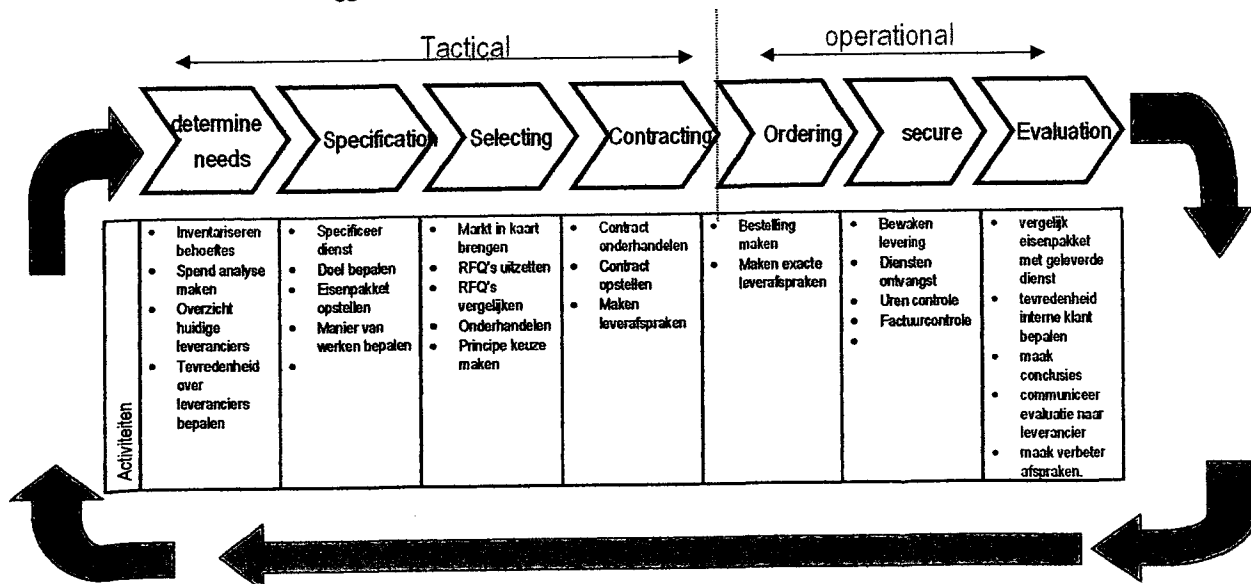 Tactical
operational
determine
needs
Specification
Selecting
Contracting
Ordering
secure
Evaluation
Activiteiten
• Inventariseren
behoeftes
• Spend analyse
maken
• Overzicht
huidige
leveranciers
• Tevredenheid
over
leveranciers
bepalen
• Specificeer
dienst
• Doel bepalen
• Eisenpakket
opstellen
• Manier van
werken bepalen
•
• Markt in kaart
brengen
• RFQ's uitzetten
• RFQ's
vergelijken
• Onderhandelen
• Principe keuze
maken
• Contract
onderhandelen
• Contract
opstellen
• Maken
leverafspraken
• Bestelling
maken
• Maken exacte
leverafspraken
• Bewaken
levering
• Diensten
ontvangst
• Uren controle
• Factuurcontrole
•
• vergelijk
eisenpakket
met geleverde
dienst
• tevredenheid
interne klant
bepalen
• maak
conclusies
• communiceer
evaluatie naar
leverancier
• maak verbeter
afspraken.